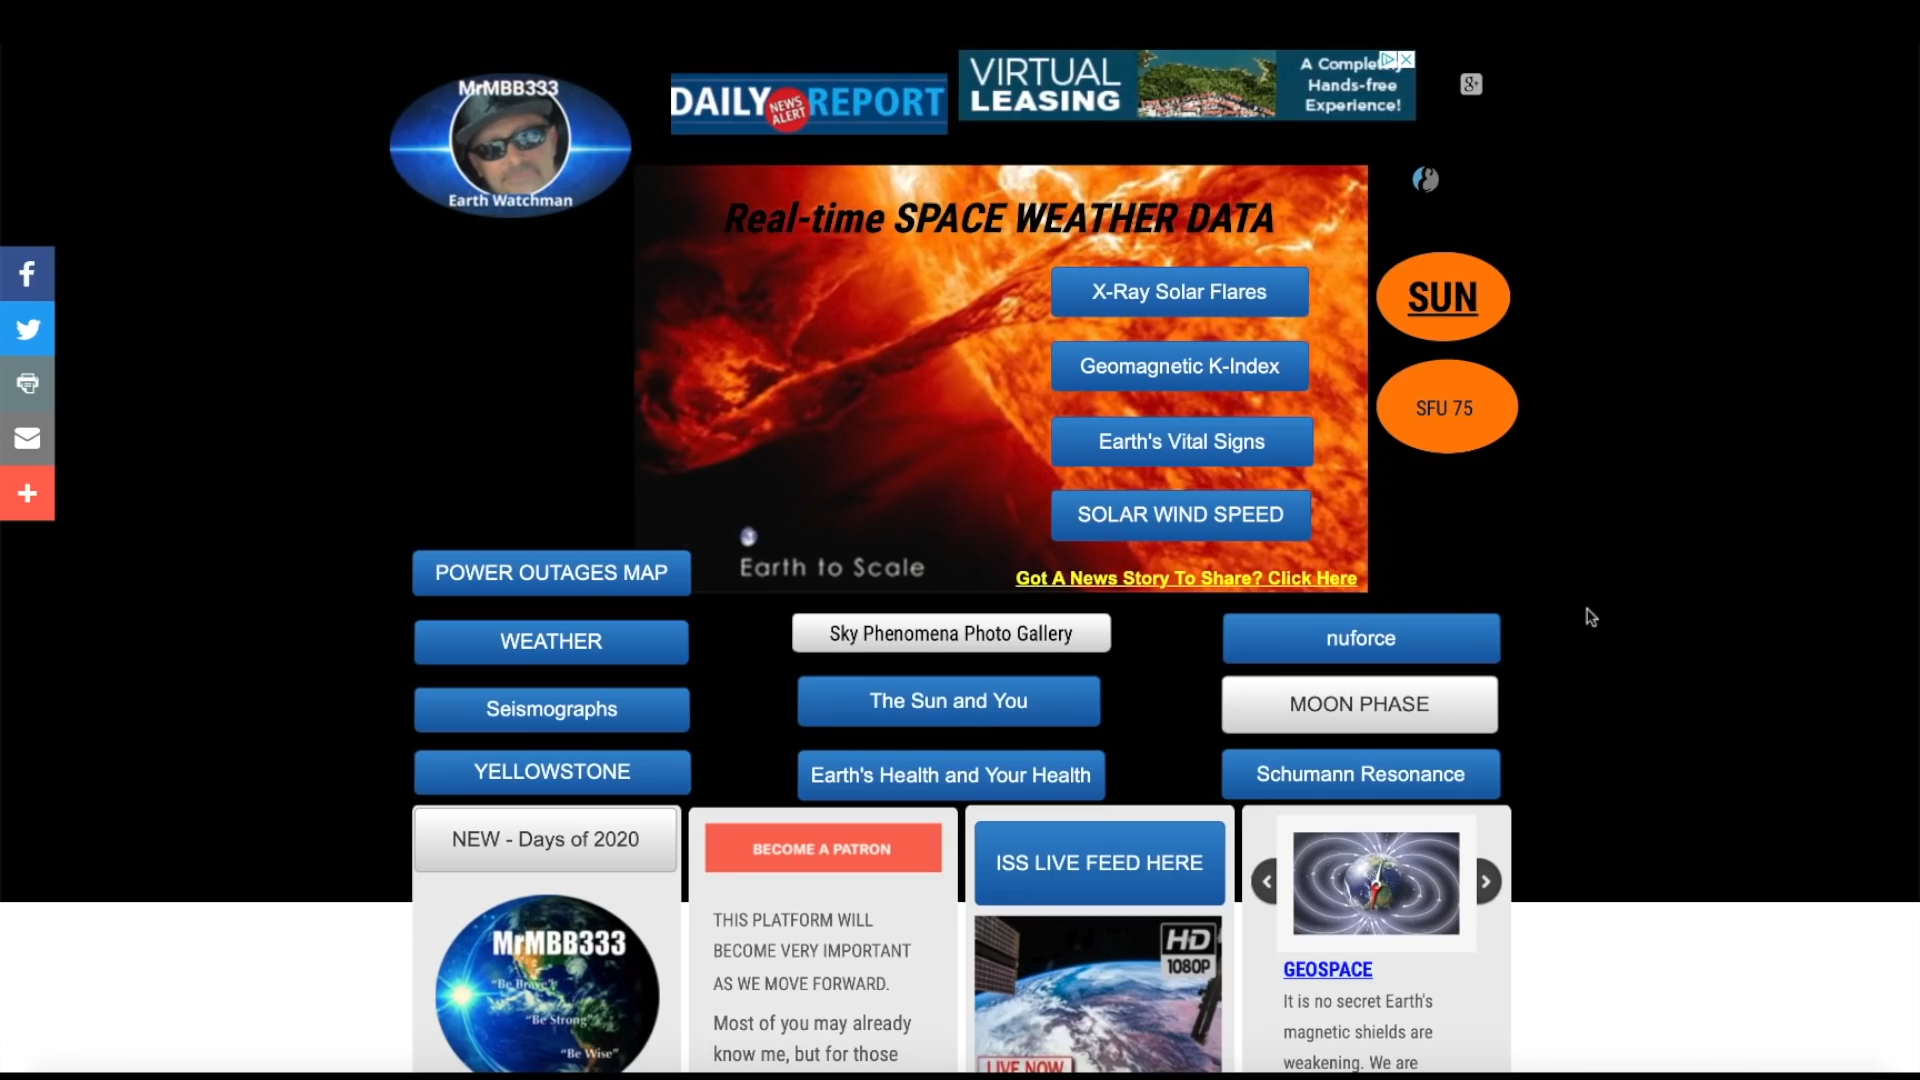 MrMBB333
Earth Watchman
DAILY NEWS ALERT REPORT
VIRTUAL
LEASING
A Complete
Hands-free
Experience!
g+
Real-time SPACE WEATHER DATA
X-Ray Solar Flares
Geomagnetic K-Index
Earth's Vital Signs
SOLAR WIND SPEED
Earth to Scale
Got A News Story To Share? Click Here
SUN
SFU 75
POWER OUTAGES MAP
WEATHER
Seismographs
YELLOWSTONE
Sky Phenomena Photo Gallery
The Sun and You
Earth's Health and Your Health
nuforce
MOON PHASE
Schumann Resonance
NEW - Days of 2020
MrMBB333
"Be Brave"
"Be Strong"
"Be Wise"
BECOME A PATRON
THIS PLATFORM WILL
BECOME VERY IMPORTANT
AS WE MOVE FORWARD.
Most of you may already
know me, but for those
ISS LIVE FEED HERE
HD
1080P
LIVE NOW
GEOSPACE
It is no secret Earth's
magnetic shields are
weakening. We are